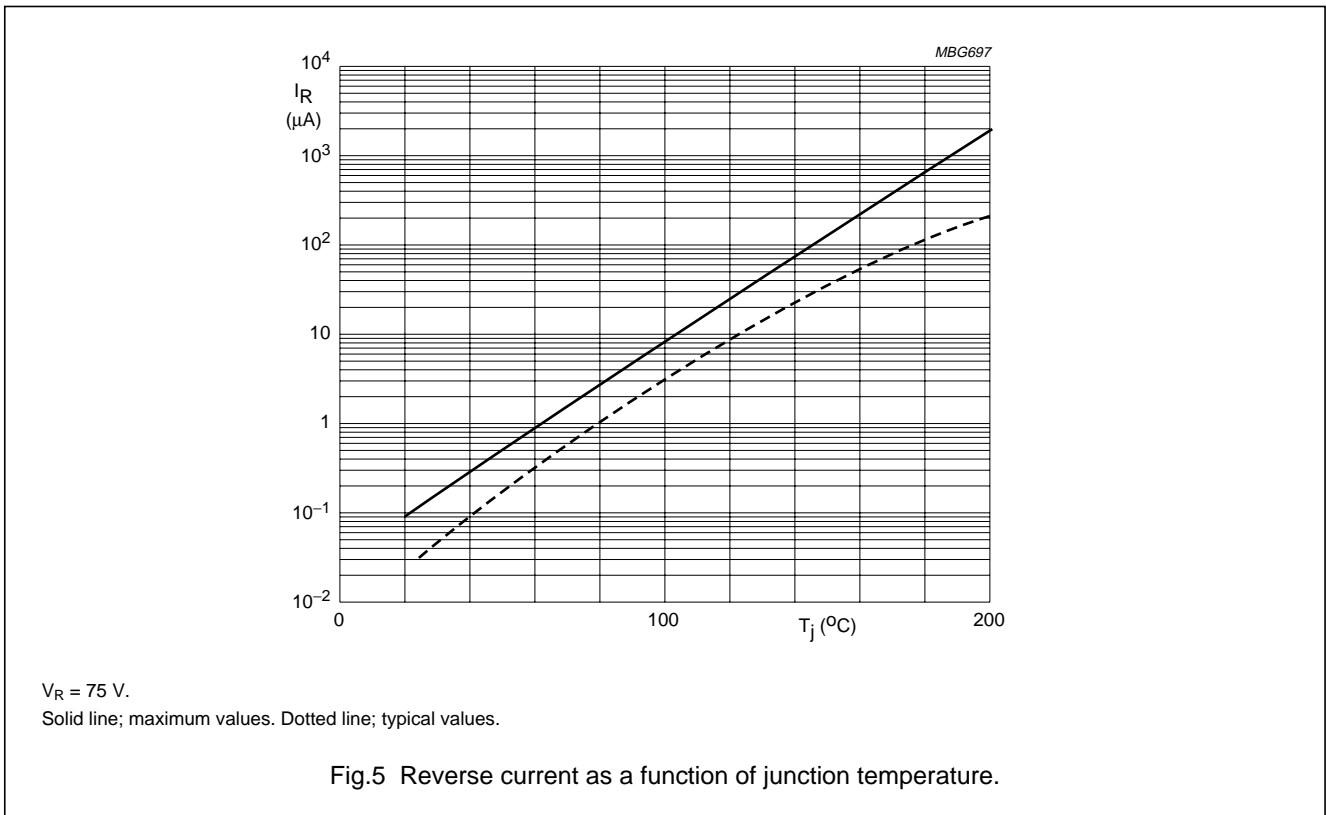 MBG697
10⁴
I_R
(μA)
10³
10²
10
1
10⁻¹
10⁻²
0
100
T_j (°C)
200
V_R = 75 V.
Solid line; maximum values. Dotted line; typical values.
Fig.5 Reverse current as a function of junction temperature.